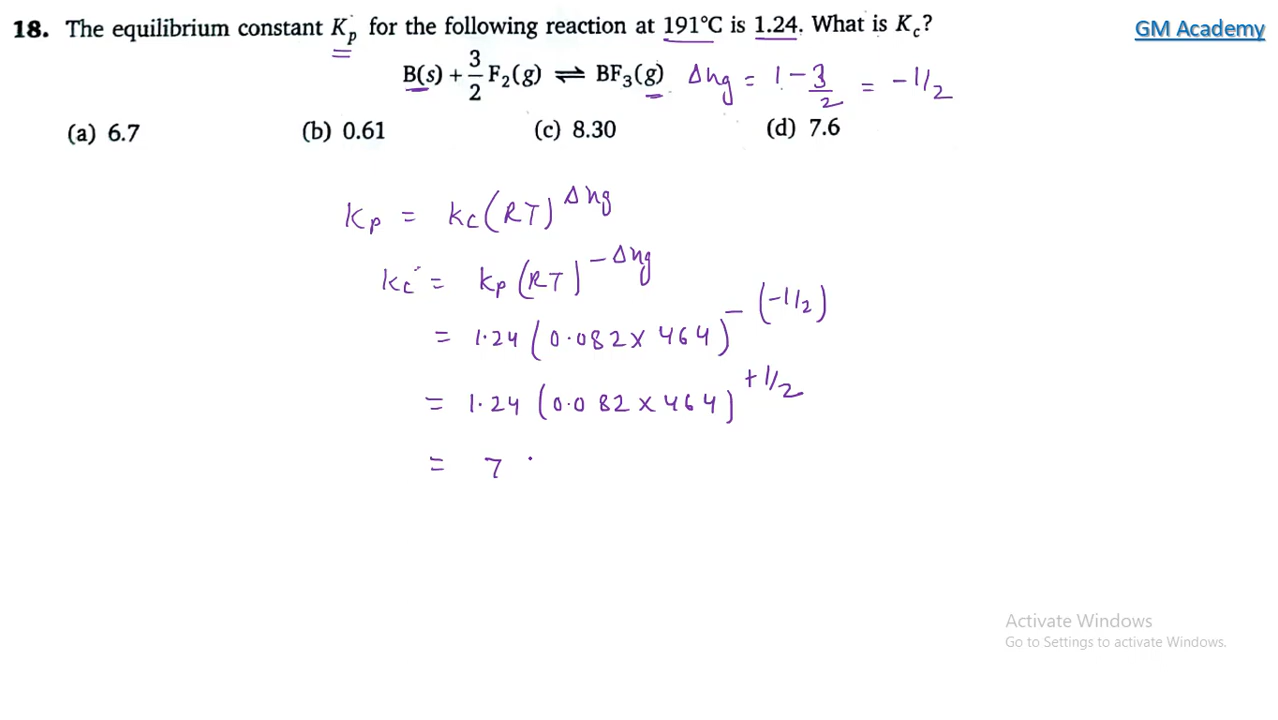 18. The equilibrium constant Kp for the following reaction at 191°C is 1.24. What is Kc?
GM Academy
B(s) + 3/2 F2(g) ⇌ BF3(g) Δng = 1 - 3/2 = -1/2
(a) 6.7 (b) 0.61 (c) 8.30 (d) 7.6
Kp = Kc(RT)^Δng
Kc = Kp(RT)^-Δng
= 1.24 (0.082 × 464)^-(-1/2)
= 1.24 (0.082 × 464)^+1/2
= 7 .
Activate Windows
Go to Settings to activate Windows.